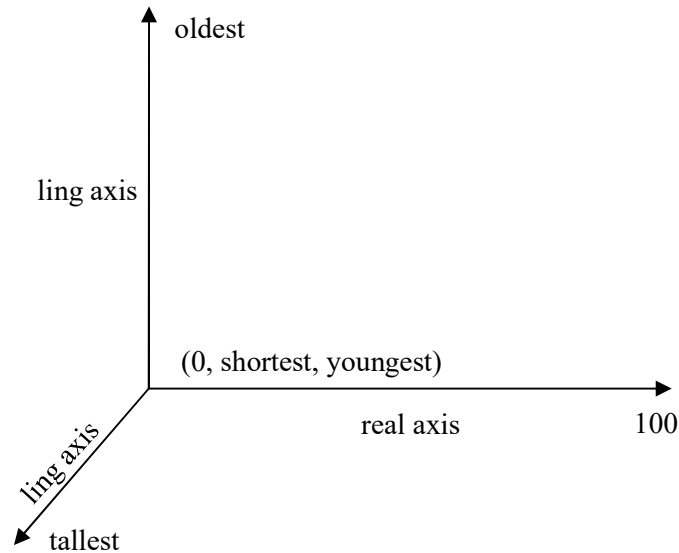 oldest
ling axis
(0, shortest, youngest)
real axis
100
ling axis
tallest